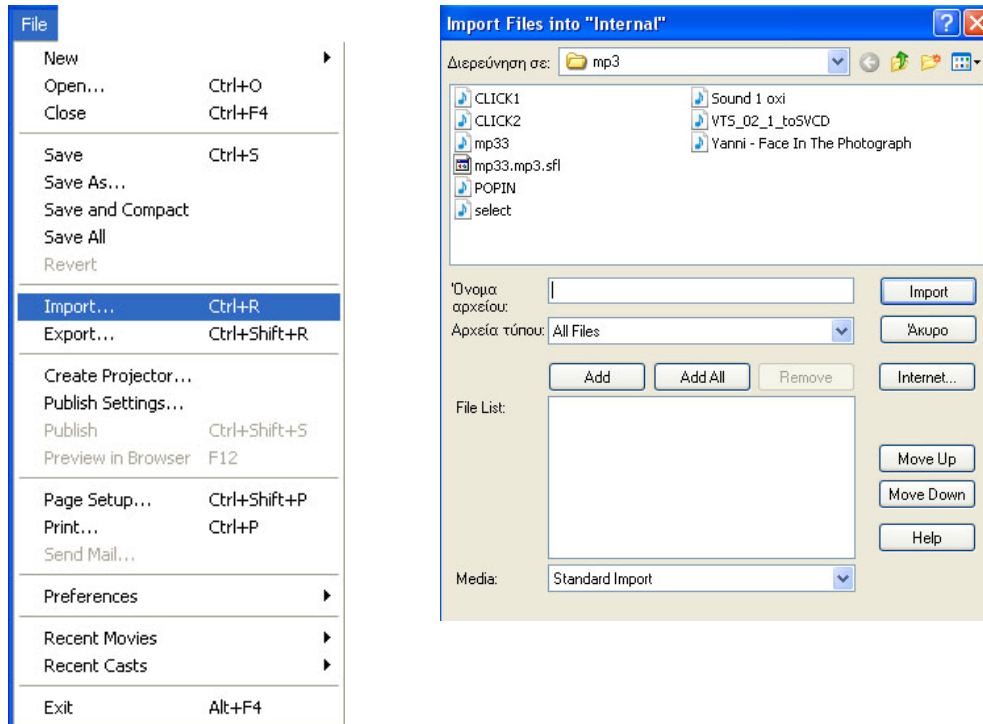 File
New
Open... Ctrl+O
Close Ctrl+F4
Save Ctrl+S
Save As...
Save and Compact
Save All
Revert
Import... Ctrl+R
Export... Ctrl+Shift+R
Create Projector...
Publish Settings...
Publish Ctrl+Shift+S
Preview in Browser F12
Page Setup... Ctrl+Shift+P
Print... Ctrl+P
Send Mail...
Preferences
Recent Movies
Recent Casts
Exit Alt+F4
Import Files into "Internal"
Διερεύνηση σε: mp3
CLICK1
CLICK2
mp33
mp33.mp3.sfl
POPIN
select
Sound 1 oxi
VTS_02_1_toSVCD
Yanni - Face In The Photograph
Όνομα
αρχείου:
Import
Αρχεία τύπου: All Files
Άκυρο
Add Add All Remove Internet...
File List:
Move Up
Move Down
Help
Media: Standard Import